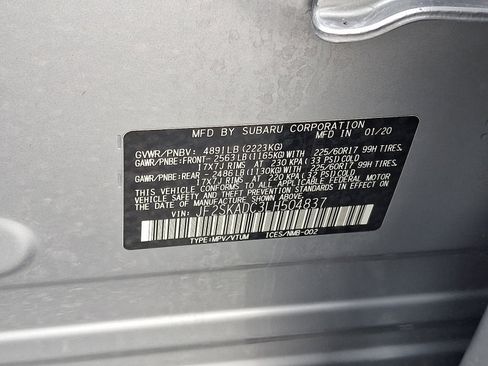 MFD BY SUBARU CORPORATION IN JAPAN 01/20
GVWR/PNBV: 4891LB (2223KG)
GAWR/PNBE:FRONT- 2563LB(1165KG)WITH 225/60R17 99H TIRES,
17X7J RIMS AT 230 KPA( 33 PSI)COLD
GAWR/PNBE:REAR - 2486LB(1130KG)WITH 225/60R17 99H TIRES,
17X7J RIMS AT 220 KPA( 32 PSI)COLD
THIS VEHICLE CONFORMS TO ALL APPLICABLE FEDERAL MOTOR
VEHICLE SAFETY AND THEFT PREVENTION STANDARDS IN EFFECT ON
THE DATE OF MANUFACTURE SHOWN ABOVE.
VIN: JF2SKADC3LH504837
TYPE:MPV/VTUM ICES/NMB-002